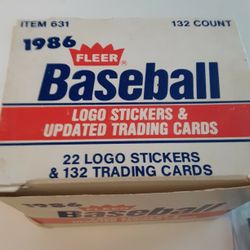 ITEM 631 132 COUNT
1986 FLEER®
Baseball
LOGO STICKERS &
UPDATED TRADING CARDS
22 LOGO STICKERS
& 132 TRADING CARDS
1986 FLEER
Baseball